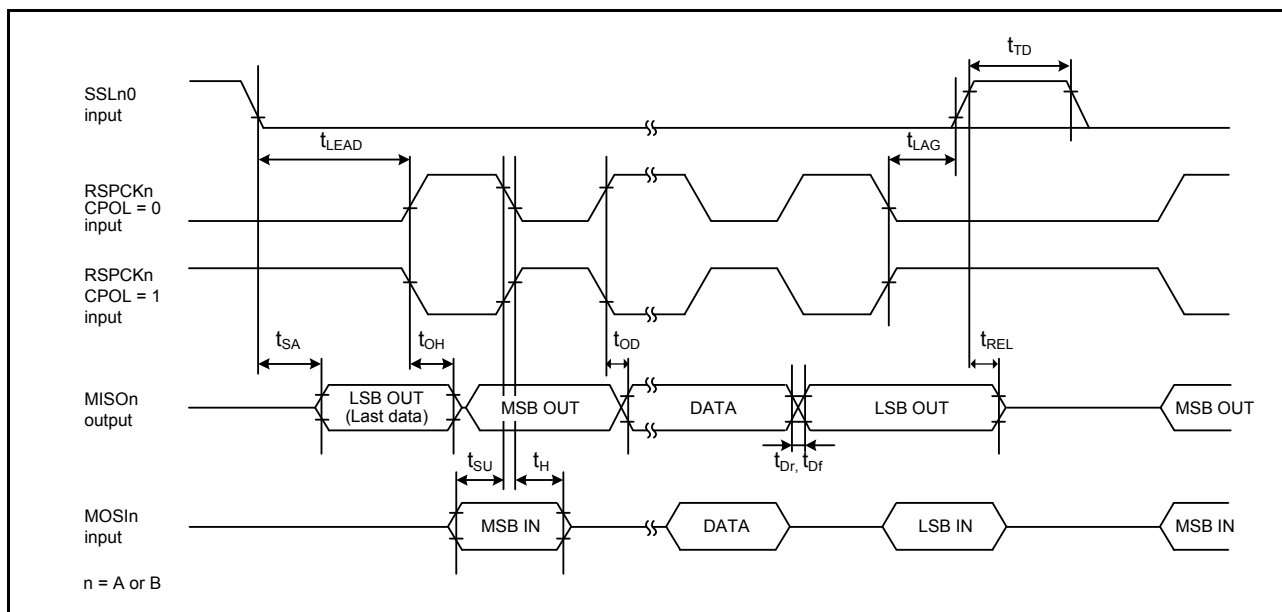 SSLn0
input
tTD
tLEAD
tLAG
RSPCKn
CPOL = 0
input
RSPCKn
CPOL = 1
input
tSA
tOH
tOD
tREL
MISOn
output
LSB OUT
(Last data)
MSB OUT
DATA
LSB OUT
MSB OUT
tSU
tH
tDr, tDf
MOSIn
input
MSB IN
DATA
LSB IN
MSB IN
n = A or B